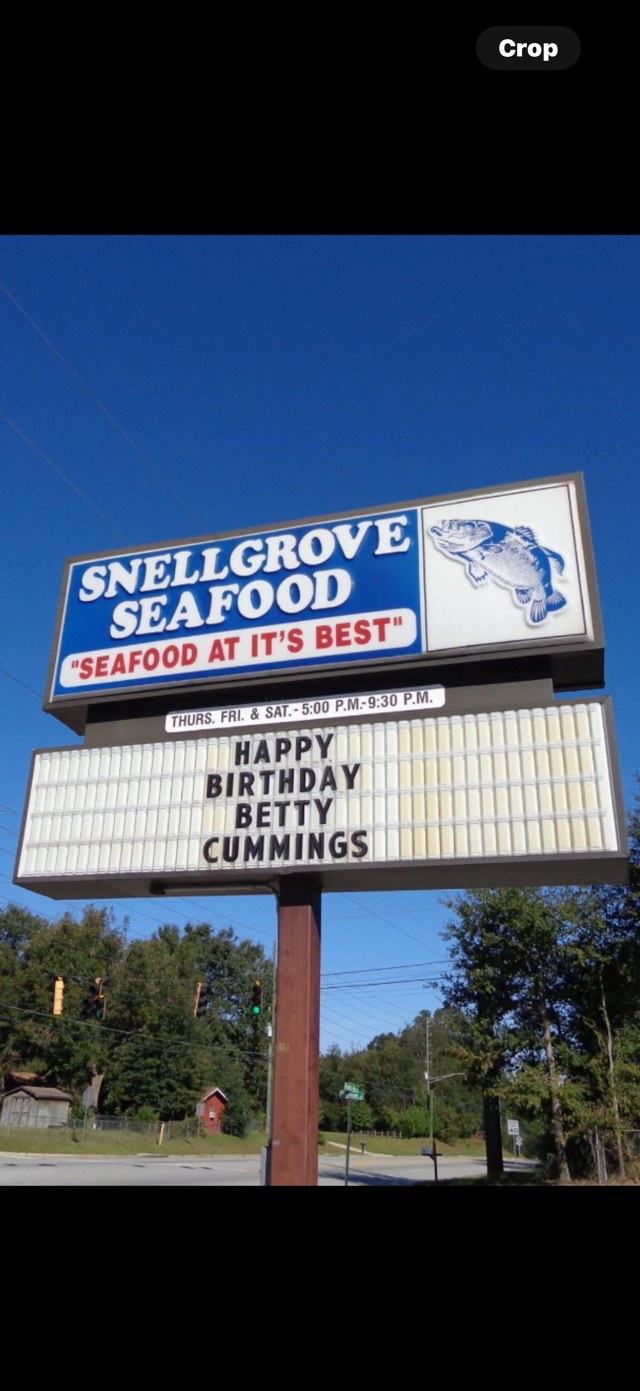 Crop
SNELLGROVE
SEAFOOD
"SEAFOOD AT IT'S BEST"
THURS. FRI. & SAT.-5:00 P.M.-9:30 P.M.
HAPPY
BIRTHDAY
BETTY
CUMMINGS